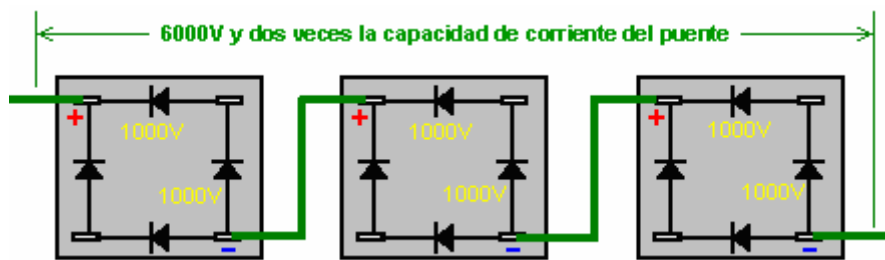 6000V y dos veces la capacidad de corriente del puente
+ + +
1000V 1000V 1000V
1000V 1000V 1000V
- - -